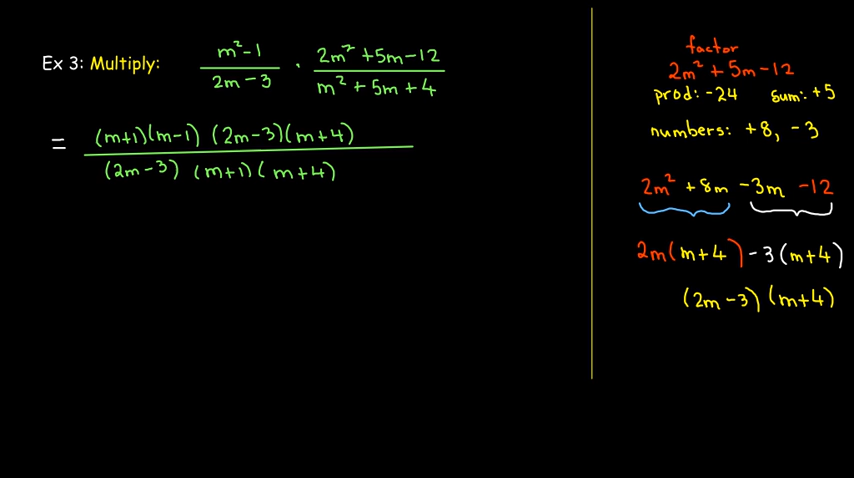 Ex 3: Multiply: (m² - 1)/(2m - 3) · (2m² + 5m - 12)/(m² + 5m + 4)
= ((m+1)(m-1) (2m-3)(m+4))/((2m-3) (m+1)(m+4))
factor
2m² + 5m - 12
prod: -24 sum: +5
numbers: +8, -3
2m² + 8m - 3m - 12
2m(m+4) - 3(m+4)
(2m-3)(m+4)